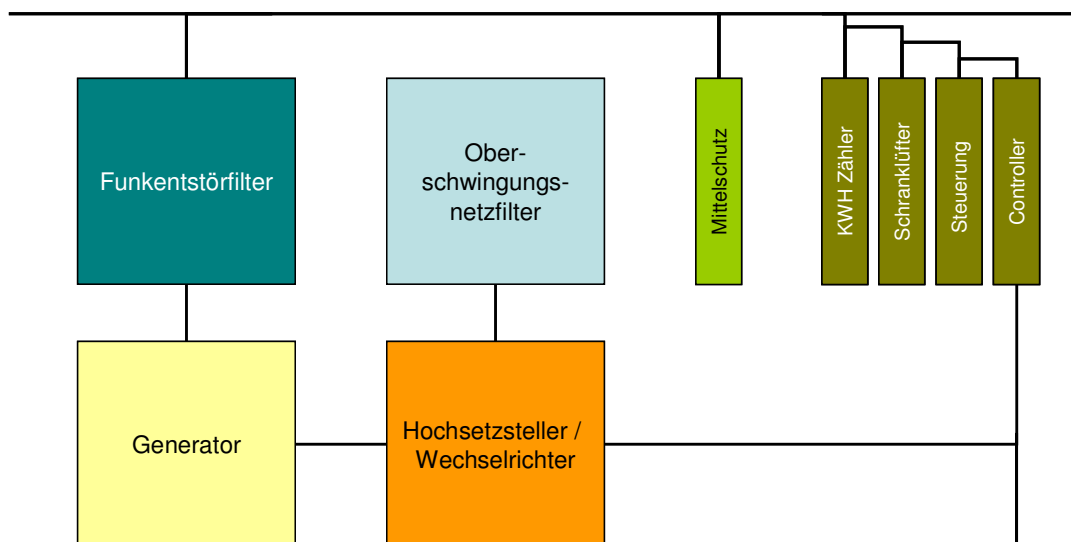 Funkentstörfilter
Ober-
schwingungs-
netzfilter
Mittelschutz
KWH Zähler
Schranklüfter
Steuerung
Controller
Generator
Hochsetzsteller /
Wechselrichter